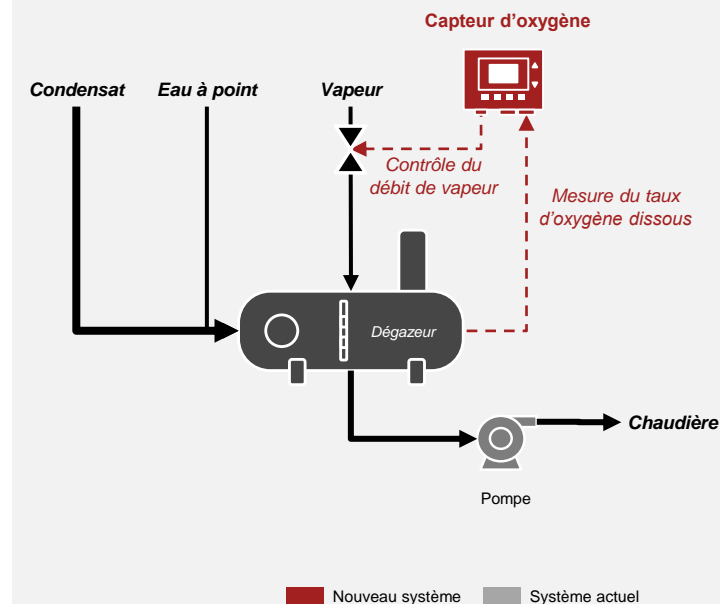 Capteur d'oxygène
Condensat
Eau à point
Vapeur
Contrôle du
débit de vapeur
Mesure du taux
d'oxygène dissous
Dégazeur
Chaudière
Pompe
Nouveau système
Système actuel